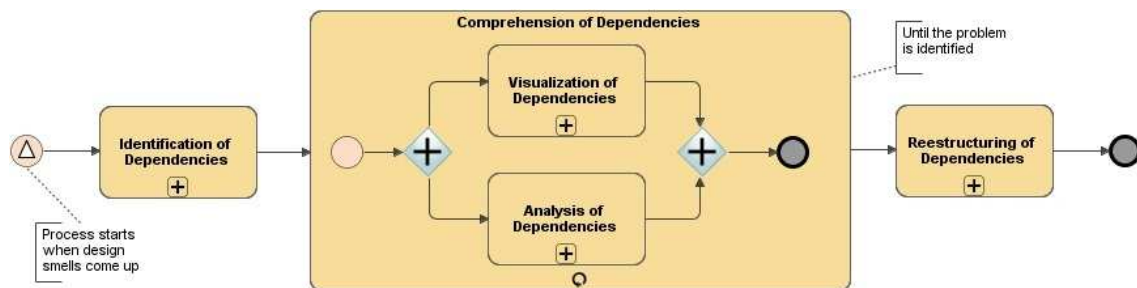 Comprehension of Dependencies
Until the problem
is identified
Visualization of
Dependencies
Identification of
Dependencies
Reestructuring of
Dependencies
Analysis of
Dependencies
Process starts
when design
smells come up